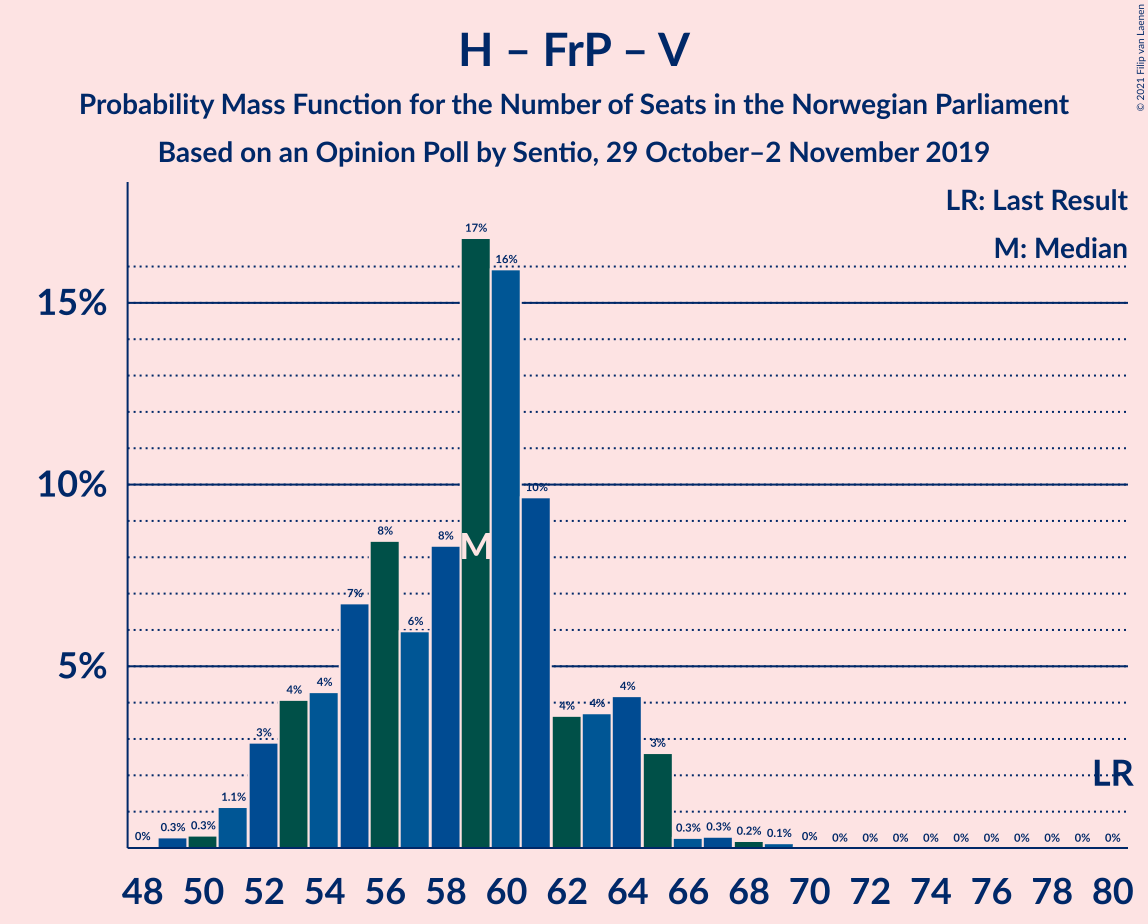 H – FrP – V
Probability Mass Function for the Number of Seats in the Norwegian Parliament
Based on an Opinion Poll by Sentio, 29 October–2 November 2019
© 2021 Filip van Laenen
LR: Last Result
M: Median
15%
10%
5%
0% 0.3% 0.3% 1.1% 3% 4% 4% 7% 8% 6% 8% 17% 16% 10% 4% 4% 4% 3% 0.3% 0.3% 0.2% 0.1% 0% 0% 0% 0% 0% 0% 0% 0% 0% 0% 0%
M
LR
48 50 52 54 56 58 60 62 64 66 68 70 72 74 76 78 80